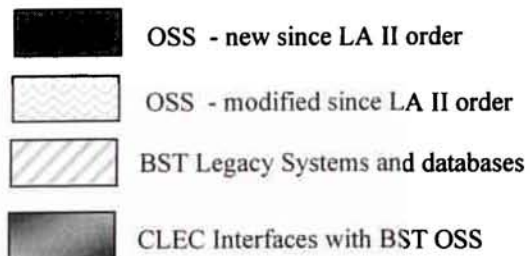 OSS - new since LA II order
OSS - modified since LA II order
BST Legacy Systems and databases
CLEC Interfaces with BST OSS